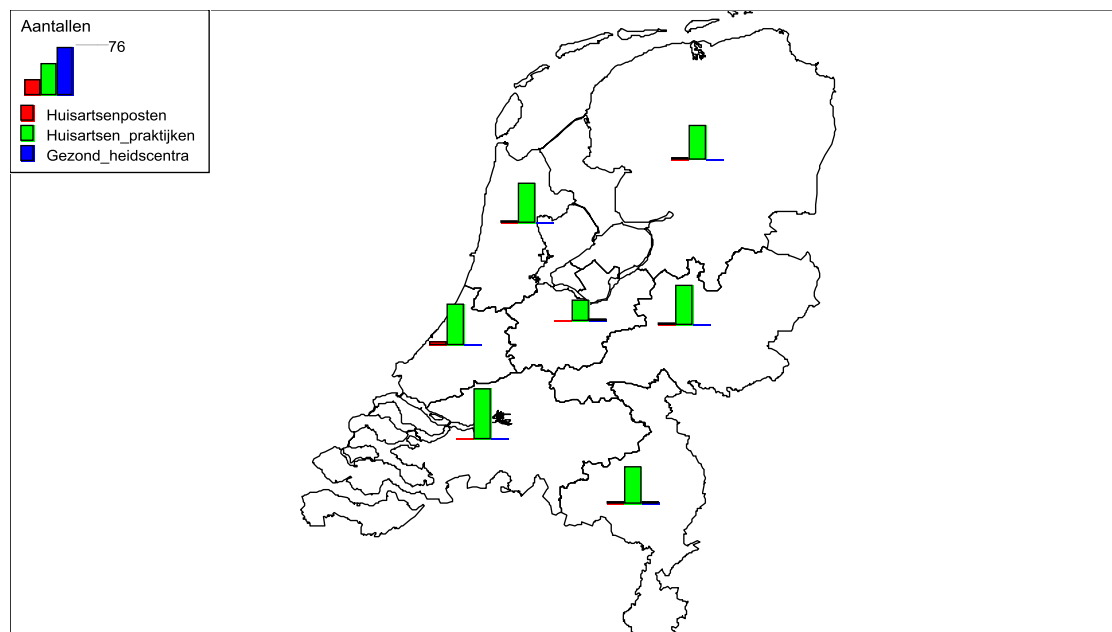 Aantallen
76
Huisartsenposten
Huisartsen_praktijken
Gezond_heidscentra